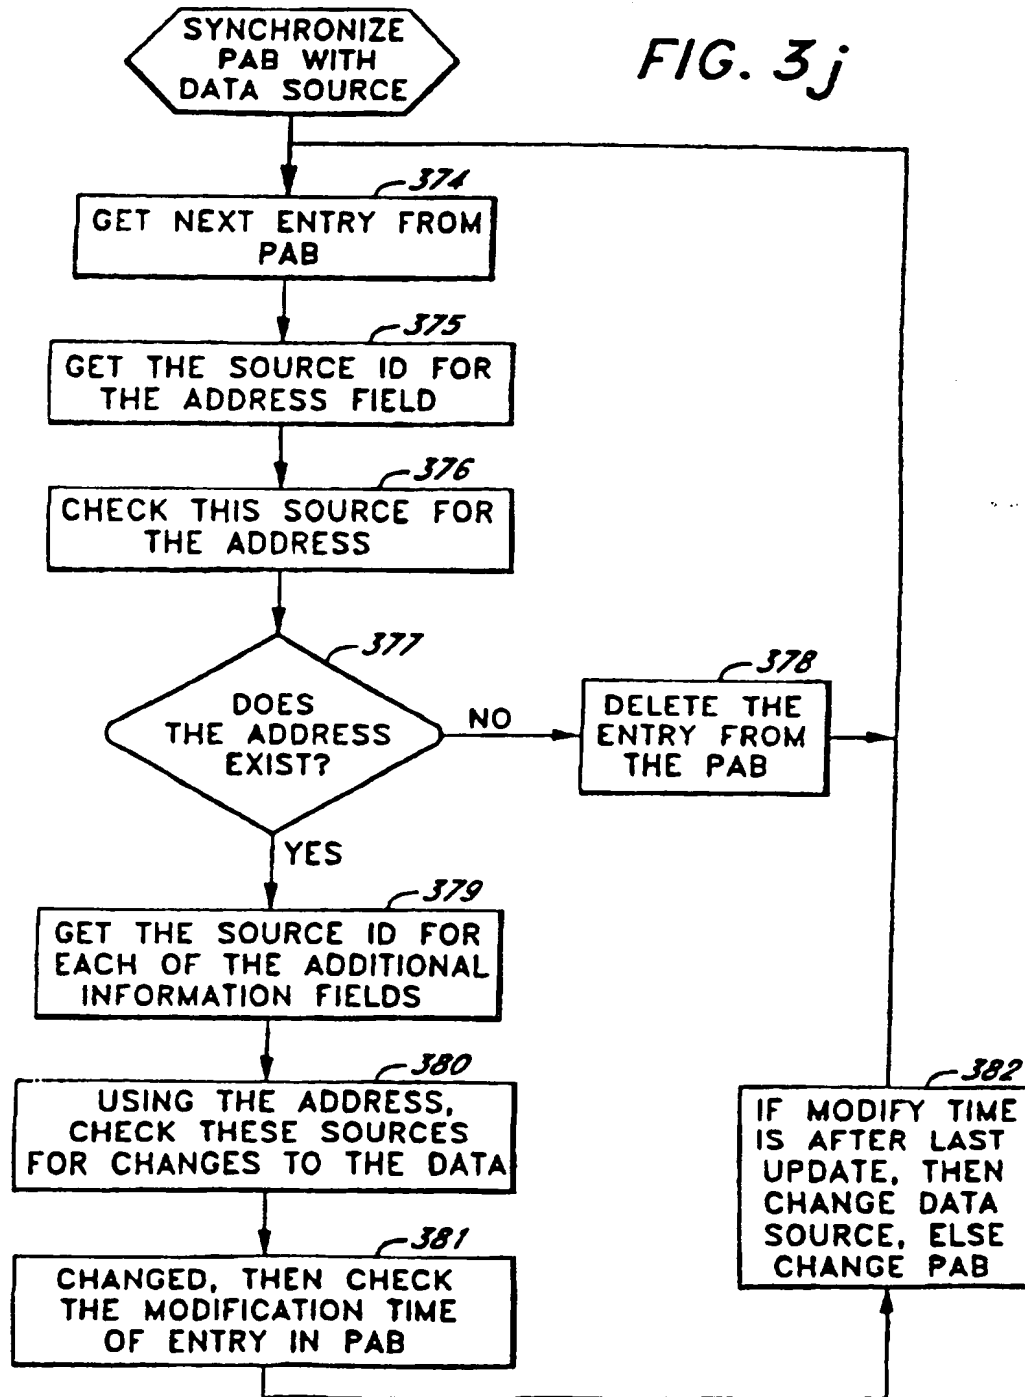 SYNCHRONIZE
PAB WITH
DATA SOURCE
FIG. 3j
374
GET NEXT ENTRY FROM
PAB
375
GET THE SOURCE ID FOR
THE ADDRESS FIELD
376
CHECK THIS SOURCE FOR
THE ADDRESS
377
DOES
THE ADDRESS
EXIST?
NO
378
DELETE THE
ENTRY FROM
THE PAB
YES
379
GET THE SOURCE ID FOR
EACH OF THE ADDITIONAL
INFORMATION FIELDS
380
USING THE ADDRESS,
CHECK THESE SOURCES
FOR CHANGES TO THE DATA
381
CHANGED, THEN CHECK
THE MODIFICATION TIME
OF ENTRY IN PAB
382
IF MODIFY TIME
IS AFTER LAST
UPDATE, THEN
CHANGE DATA
SOURCE, ELSE
CHANGE PAB